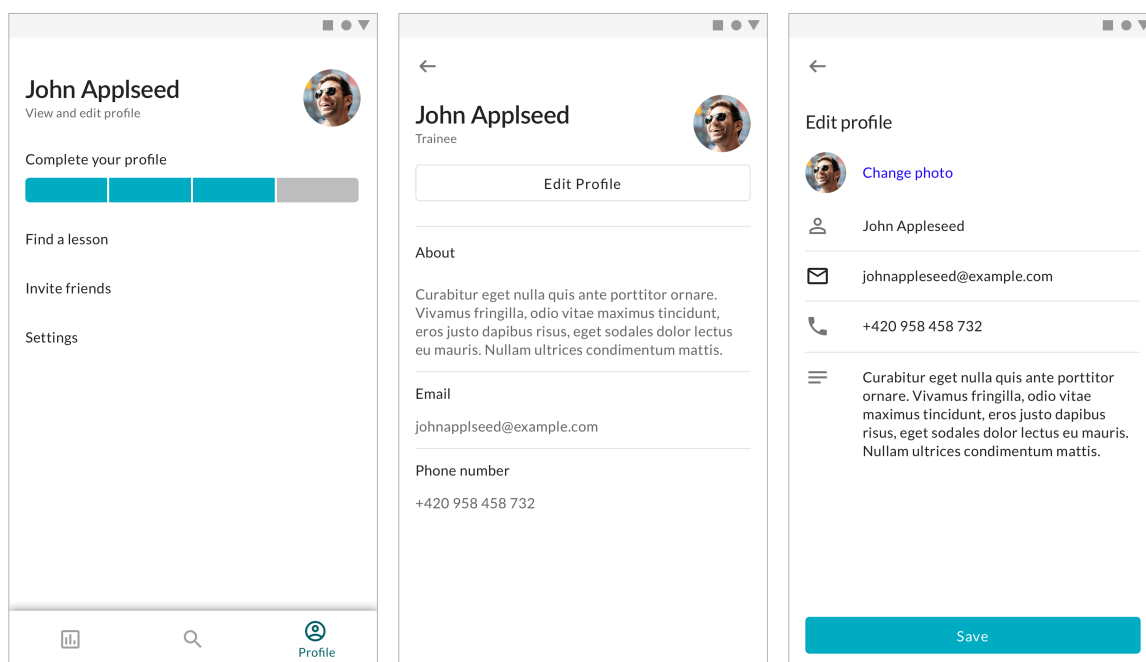 John Applseed
View and edit profile
Complete your profile
Find a lesson
Invite friends
Settings
Profile
John Applseed
Trainee
Edit Profile
About
Curabitur eget nulla quis ante porttitor ornare.
Vivamus fringilla, odio vitae maximus tincidunt,
eros justo dapibus risus, eget sodales dolor lectus
eu mauris. Nullam ultrices condimentum mattis.
Email
johnapplseed@example.com
Phone number
+420 958 458 732
Edit profile
Change photo
John Appleseed
johnappleseed@example.com
+420 958 458 732
Curabitur eget nulla quis ante porttitor
ornare. Vivamus fringilla, odio vitae
maximus tincidunt, eros justo dapibus
risus, eget sodales dolor lectus eu mauris.
Nullam ultrices condimentum mattis.
Save